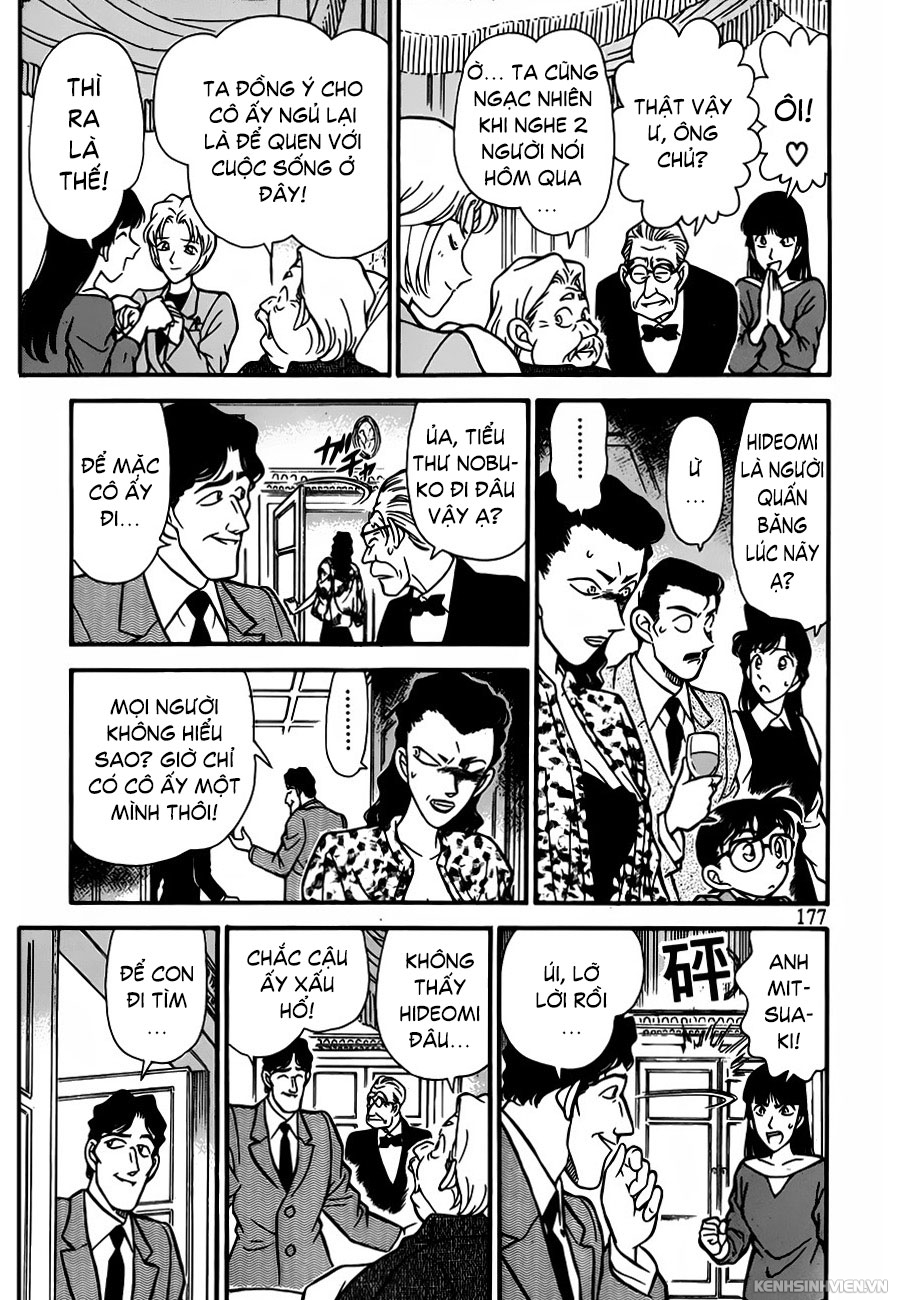 ÔI!
♡
THẬT VẬY
Ư, ÔNG
CHỦ?
Ờ... TA CŨNG
NGẠC NHIÊN
KHI NGHE 2
NGƯỜI NÓI
HÔM QUA
...
TA ĐỒNG Ý CHO
CÔ ẤY NGỦ LẠI
LÀ ĐỂ QUEN VỚI
CUỘC SỐNG Ở
ĐÂY!
THÌ
RA
LÀ
THẾ!
HIDEOMI
LÀ NGƯỜI
QUẤN
BĂNG
LÚC NÃY
Ạ?
Ừ
...
.........
ỦA, TIỂU
THƯ NOBU-
KO ĐI ĐÂU
VẬY Ạ?
ガチャ
ĐỂ MẶC
CÔ ẤY
ĐI...
.........
MỌI NGƯỜI
KHÔNG HIỂU
SAO? GIỜ CHỈ
CÓ CÔ ẤY MỘT
MÌNH THÔI!
177
ANH
MIT-
SUA-
KI!
砰
ÚI, LỠ
LỜI RỒI
...
KHÔNG
THẤY
HIDEOMI
ĐÂU...
CHẮC CẬU
ẤY XẤU
HỔ!
ĐỂ CON
ĐI TÌM
...
KENHSINHVIEN.VN